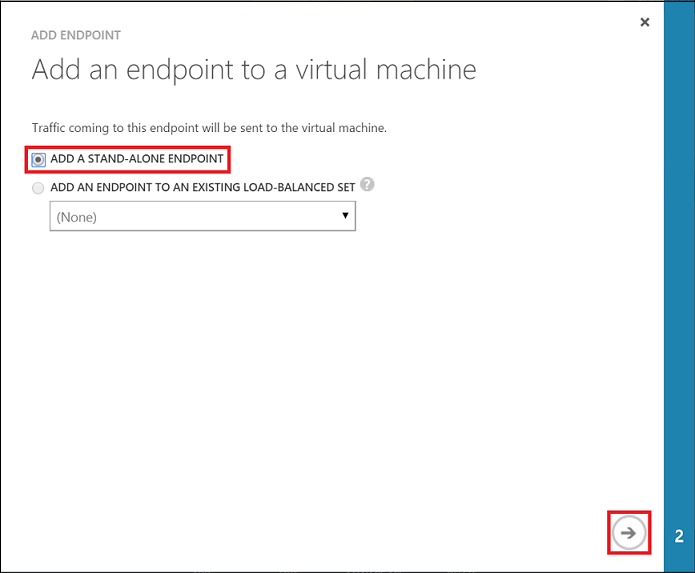 ADD ENDPOINT
Add an endpoint to a virtual machine
Traffic coming to this endpoint will be sent to the virtual machine.
ADD A STAND-ALONE ENDPOINT
ADD AN ENDPOINT TO AN EXISTING LOAD-BALANCED SET ?
(None)
2